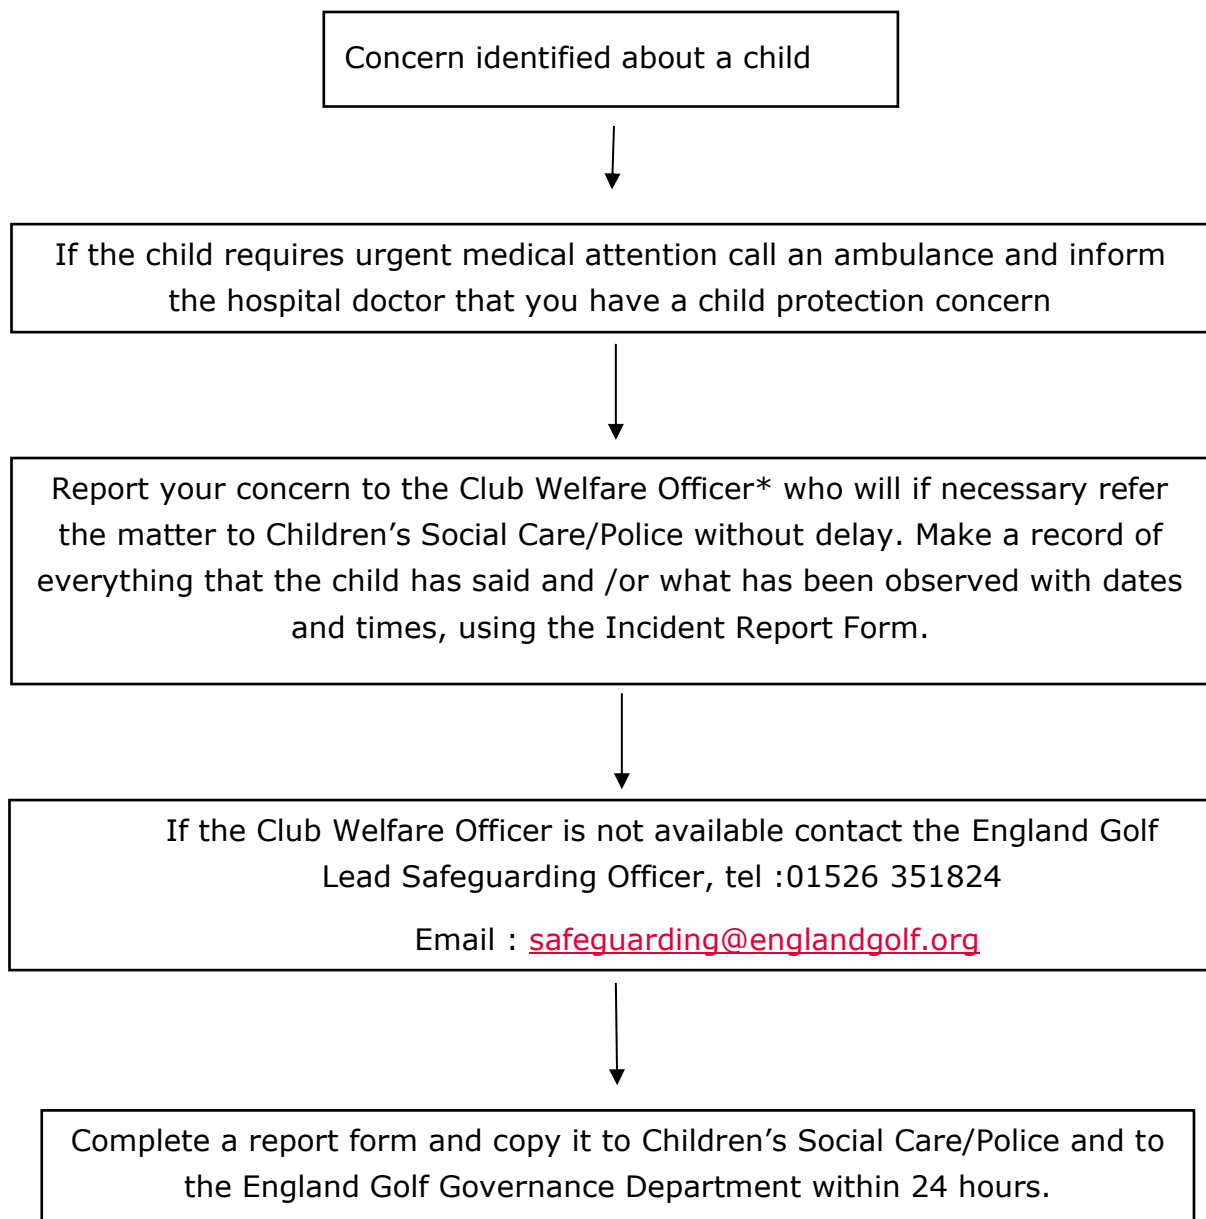 Concern identified about a child
If the child requires urgent medical attention call an ambulance and inform
the hospital doctor that you have a child protection concern
Report your concern to the Club Welfare Officer* who will if necessary refer
the matter to Children’s Social Care/Police without delay. Make a record of
everything that the child has said and /or what has been observed with dates
and times, using the Incident Report Form.
If the Club Welfare Officer is not available contact the England Golf
Lead Safeguarding Officer, tel :01526 351824
Email : safeguarding@englandgolf.org
Complete a report form and copy it to Children’s Social Care/Police and to
the England Golf Governance Department within 24 hours.